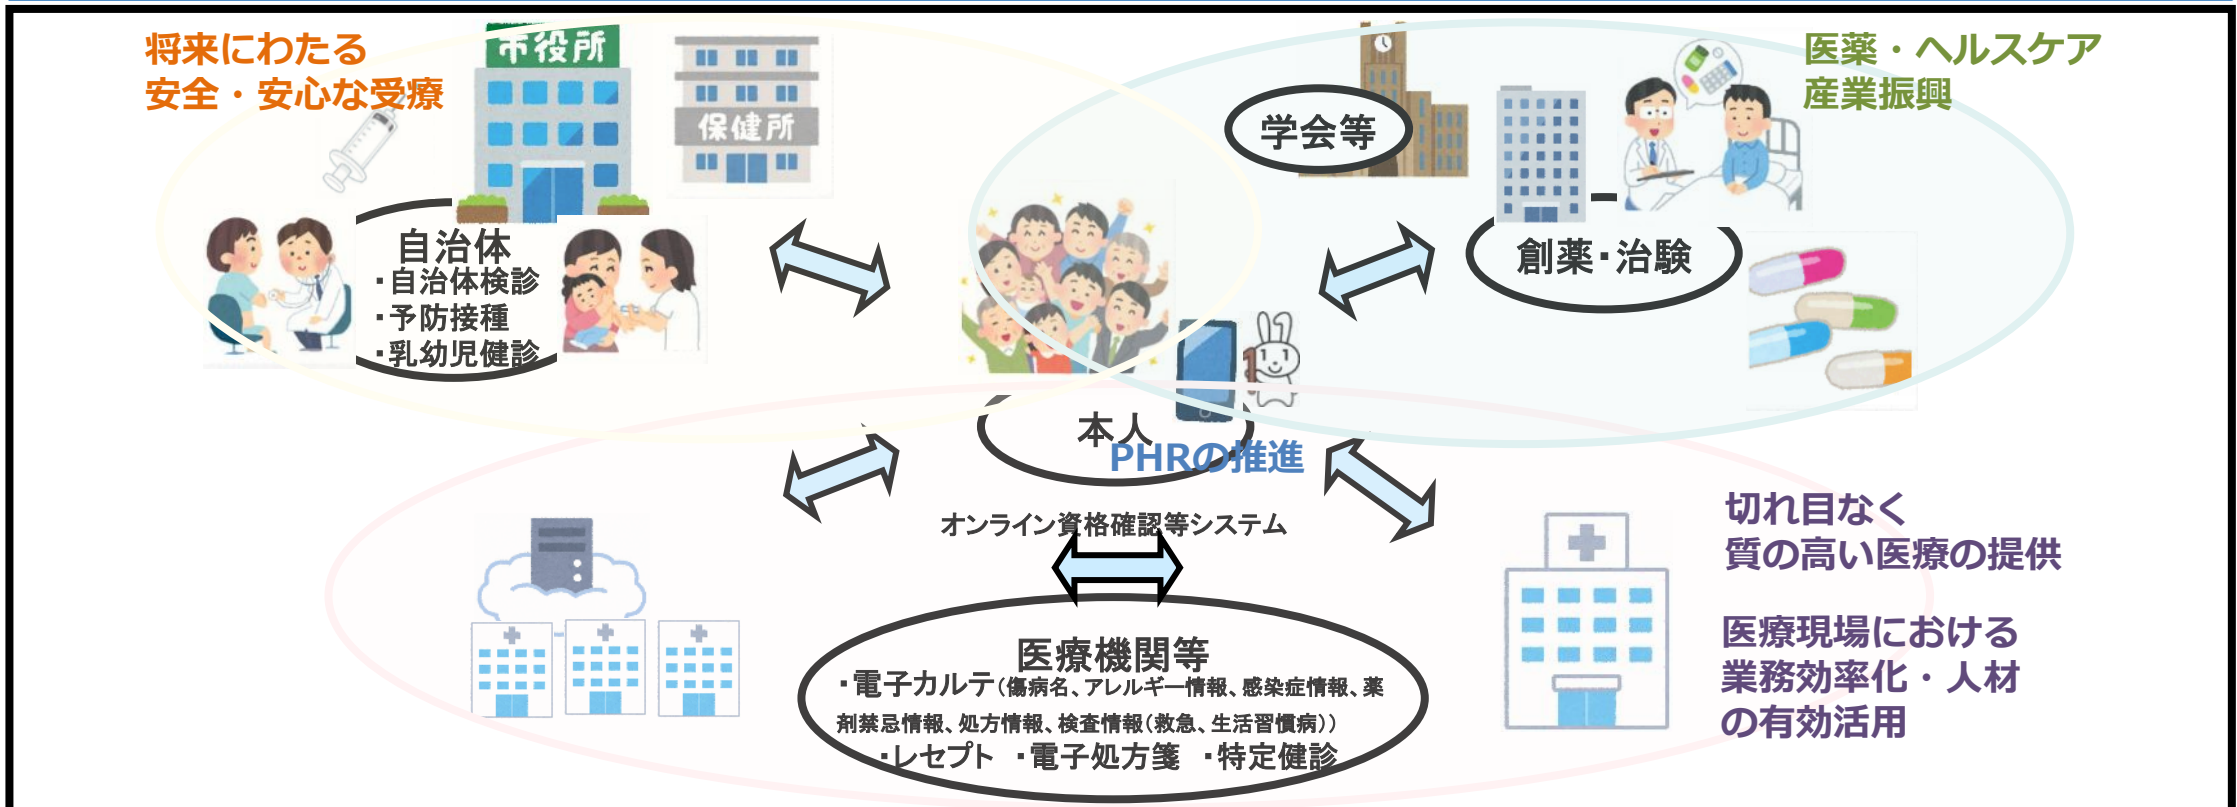 将来にわたる
安全・安心な受療
市役所
保健所
自治体
・自治体検診
・予防接種
・乳幼児健診
学会等
医薬・ヘルスケア
産業振興
創薬・治験
本人
PHRの推進
オンライン資格確認等システム
医療機関等
・電子カルテ(傷病名、アレルギー情報、感染症情報、薬
剤禁忌情報、処方情報、検査情報(救急、生活習慣病))
・レセプト ・電子処方箋 ・特定健診
切れ目なく
質の高い医療の提供
医療現場における
業務効率化・人材
の有効活用